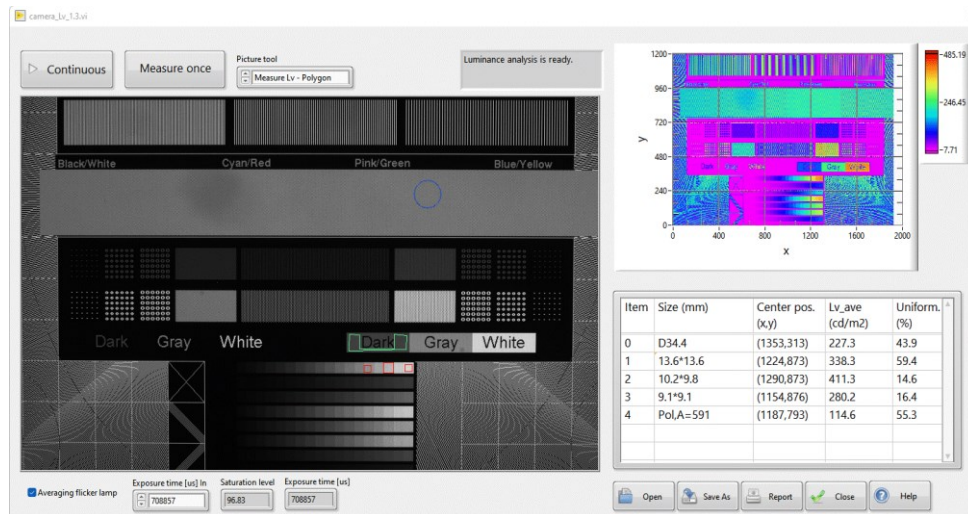 camera_Lv_1.3.vi
Continuous
Measure once
Picture tool
Measure Lv - Polygon
Luminance analysis is ready.
Black/White Cyan/Red Pink/Green Blue/Yellow
Dark Gray White Dark Gray White
1200
960
720
480
240
0
y
0 400 800 1200 1600 2000
x
Gray White
485.19
246.45
7.71
Item Size (mm) Center pos. (x,y) Lv_ave (cd/m2) Uniform. (%)
0 D34.4 (1353,313) 227.3 43.9
1 13.6*13.6 (1224,873) 338.3 59.4
2 10.2*9.8 (1290,873) 411.3 14.6
3 9.1*9.1 (1154,876) 280.2 16.4
4 Pol,A=591 (1187,793) 114.6 55.3
Averaging flicker lamp
Exposure time [us] In
708857
Saturation level
96.83
Exposure time [us]
708857
Open
Save As
Report
Close
Help